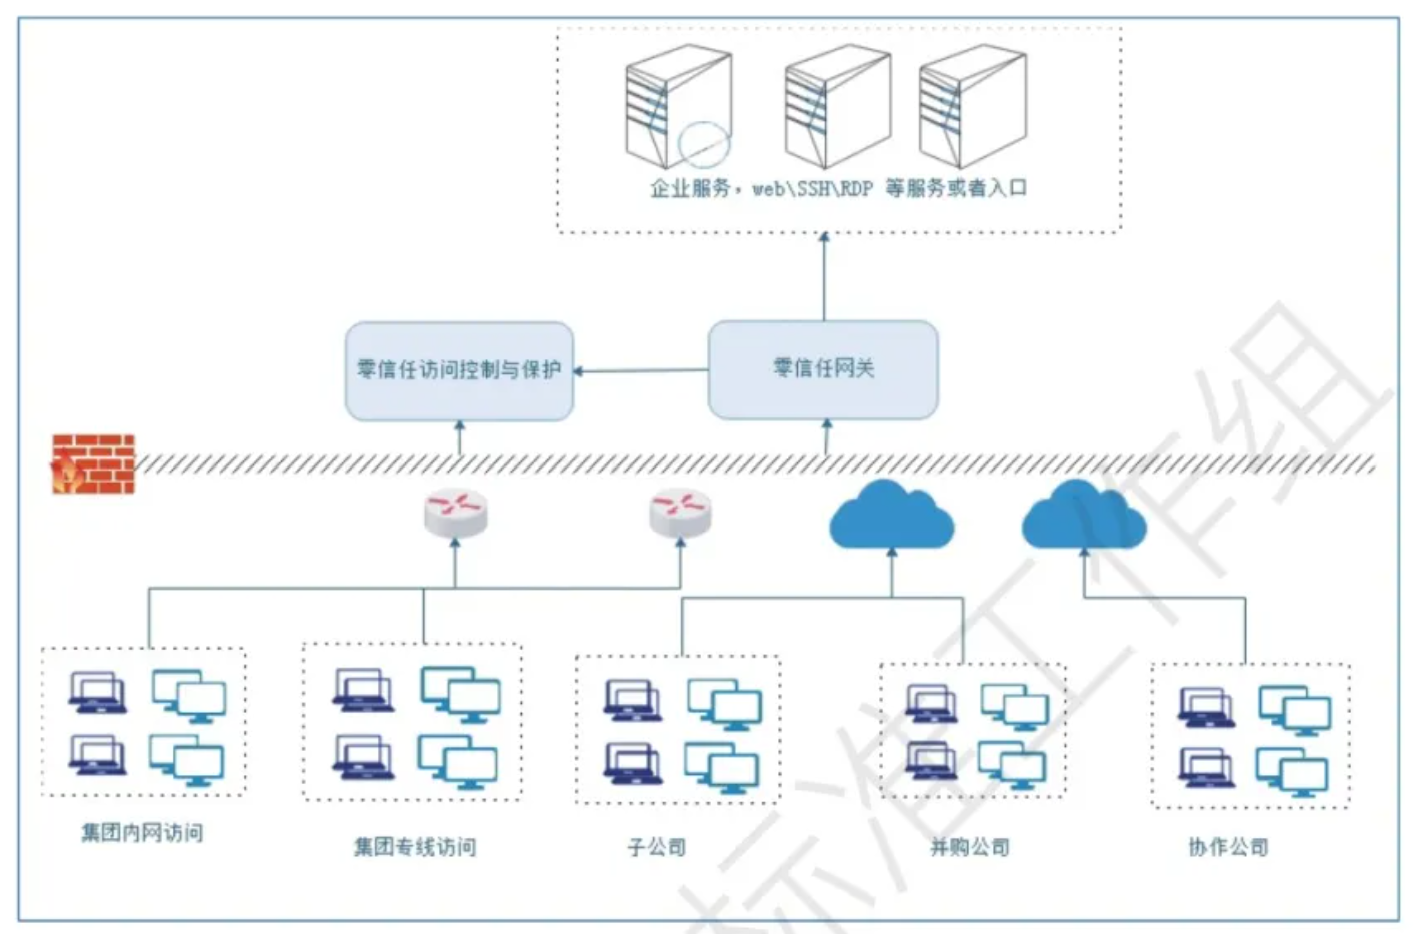 企业服务，web\SSH\RDP 等服务或者入口
零信任访问控制与保护
零信任网关
集团内网访问
集团专线访问
子公司
并购公司
协作公司
标准工作组